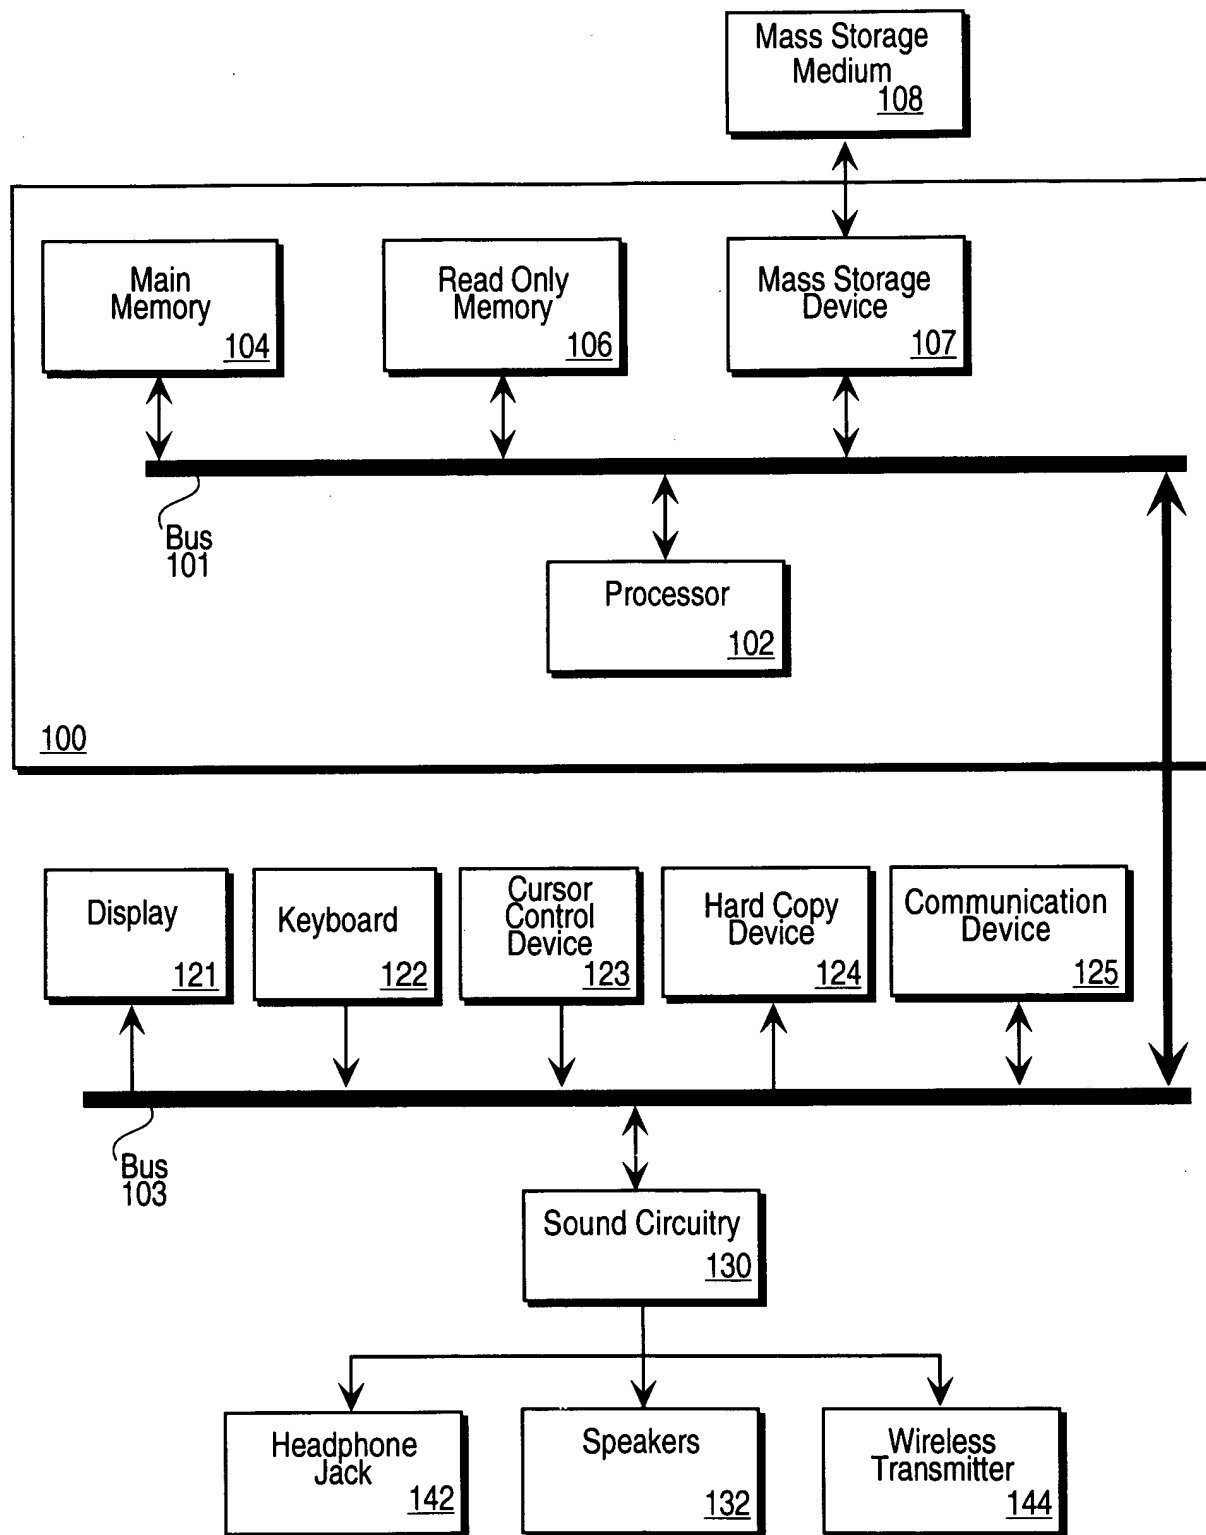 Mass Storage
Medium
108
Main
Memory
104
Read Only
Memory
106
Mass Storage
Device
107
Bus
101
Processor
102
100
Display
121
Keyboard
122
Cursor
Control
Device
123
Hard Copy
Device
124
Communication
Device
125
Bus
103
Sound Circuitry
130
Headphone
Jack
142
Speakers
132
Wireless
Transmitter
144